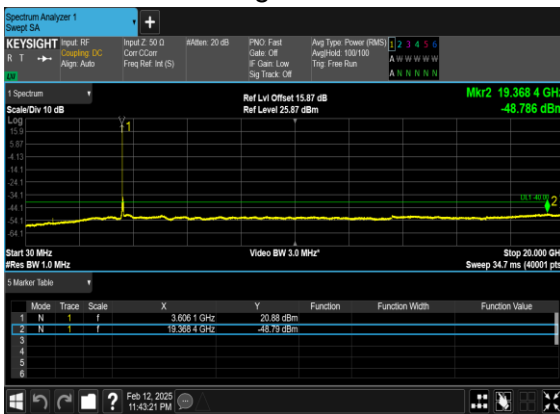 Spectrum Analyzer 1
Swept SA
+
KEYSIGHT Input: RF Input Z: 50 Ω #Atten: 20 dB PNO: Fast Avg Type: Power (RMS) 1 2 3 4 5 6
R T Coupling: DC Corr CCorr Gate: Off Avg|Hold: 100/100 A W W W W W
Align: Auto Freq Ref: Int (S) IF Gain: Low Trig: Free Run A N N N N N
Sig Track: Off
1 Spectrum Ref Lvl Offset 15.87 dB Mkr2 19.368 4 GHz
Scale/Div 10 dB Ref Level 25.87 dBm -48.786 dBm
Log
15.9
5.87
-4.13
-14.1
-24.1
-34.1
-44.1
-54.1
-64.1
1
2
Start 30 MHz Video BW 3.0 MHz* Stop 20.000 GHz
#Res BW 1.0 MHz Sweep 34.7 ms (40001 pts)
5 Marker Table
Mode Trace Scale X Y Function Function Width Function Value
1 N 1 f 3.606 1 GHz 20.88 dBm
2 N 1 f 19.368 4 GHz -48.79 dBm
3
4
5
6
? Feb 12, 2025
11:43:21 PM